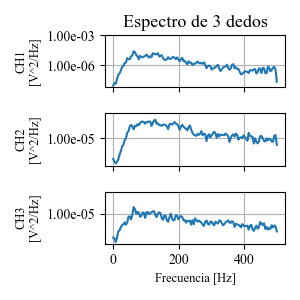 Espectro de 3 dedos
1.00e-03
1.00e-06
CH1
[V^2/Hz]
1.00e-05
CH2
[V^2/Hz]
1.00e-05
CH3
[V^2/Hz]
0 200 400
Frecuencia [Hz]